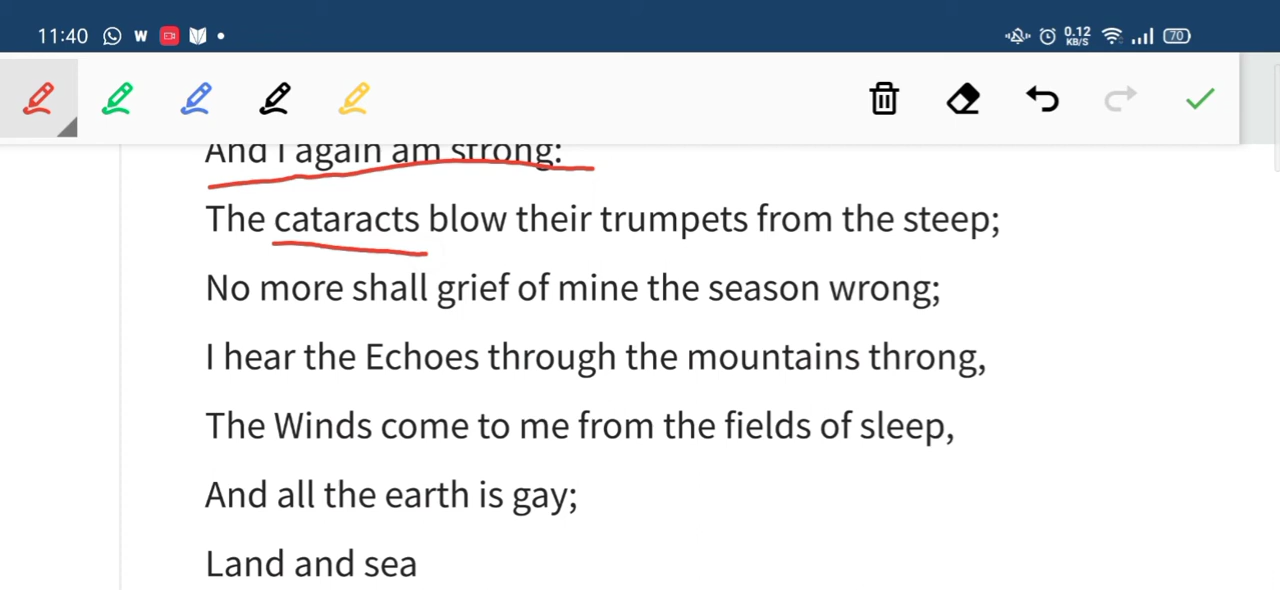 11:40 W 0.12 KB/S 70
And I again am strong:
The cataracts blow their trumpets from the steep;
No more shall grief of mine the season wrong;
I hear the Echoes through the mountains throng,
The Winds come to me from the fields of sleep,
And all the earth is gay;
Land and sea